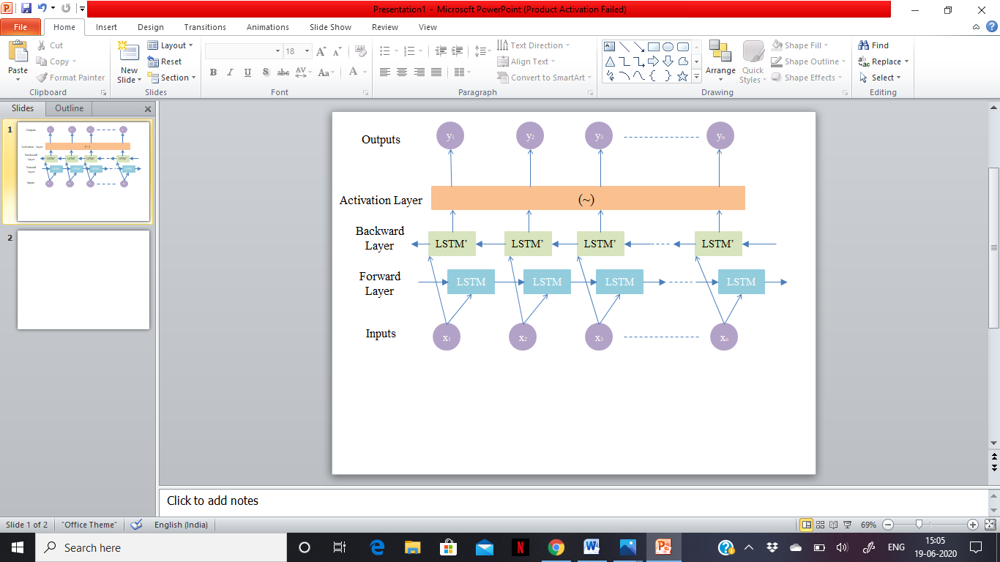 Presentation1 - Microsoft PowerPoint (Product Activation Failed)
File Home Insert Design Transitions Animations Slide Show Review View
Paste
Cut
Copy
Format Painter
Clipboard
New
Slide
Layout
Reset
Section
Slides
18
B I U S abc AV Aa A
Font
Text Direction
Align Text
Convert to SmartArt
Paragraph
Arrange
Quick
Styles
Shape Fill
Shape Outline
Shape Effects
Drawing
Find
Replace
Select
Editing
Slides Outline
1
2
Outputs
y1 y2 y3 yn
Activation Layer
(~)
Backward
Layer
LSTM’ LSTM’ LSTM’ LSTM’
Forward
Layer
LSTM LSTM LSTM LSTM
Inputs
x1 x2 x3 xn
Click to add notes
Slide 1 of 2 "Office Theme" English (India) 69%
Search here
ENG
15:05
19-06-2020